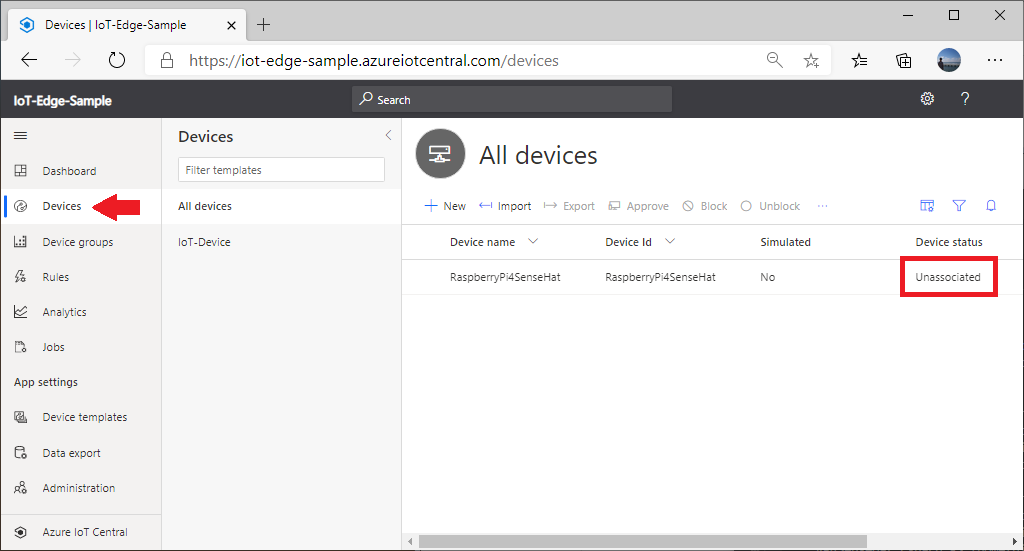 Devices | IoT-Edge-Sample
https://iot-edge-sample.azureiotcentral.com/devices
IoT-Edge-Sample
Search
?
Devices
All devices
Filter templates
Dashboard
Devices
All devices
New
Import
Export
Approve
Block
Unblock
...
Device groups
IoT-Device
Device name
Device Id
Simulated
Device status
Rules
RaspberryPi4SenseHat
RaspberryPi4SenseHat
No
Unassociated
Analytics
Jobs
App settings
Device templates
Data export
Administration
Azure IoT Central